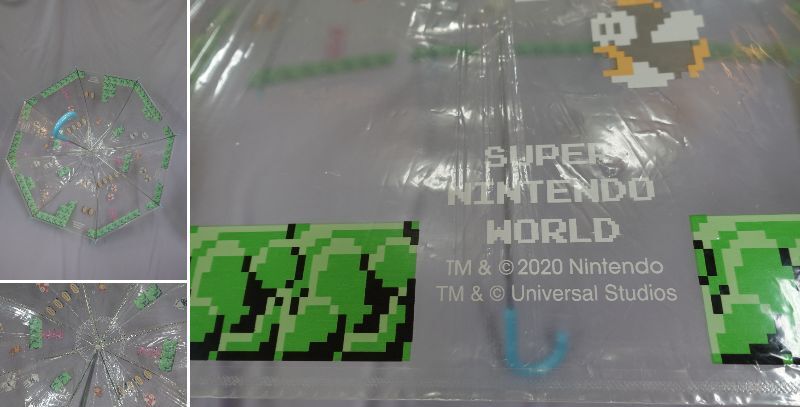 SUPER
NINTENDO
WORLD
TM & © 2020 Nintendo
TM & © Universal Studios